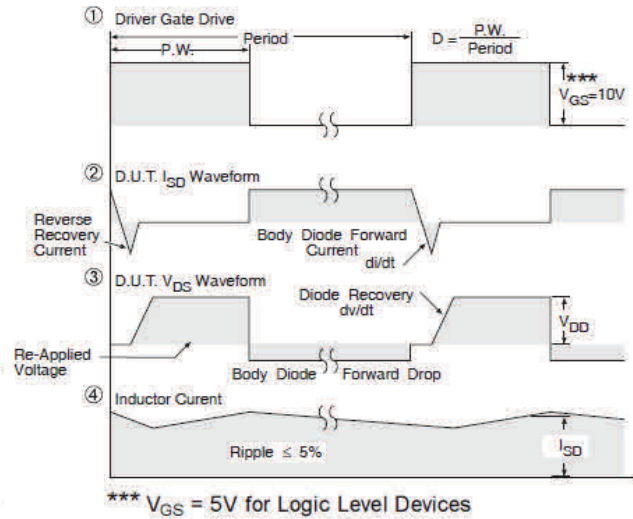 ① Driver Gate Drive
P.W.
Period
D = P.W.
Period
***
VGS=10V
② D.U.T. ISD Waveform
Reverse
Recovery
Current
Body Diode Forward
Current
di/dt
③ D.U.T. VDS Waveform
Diode Recovery
dv/dt
VDD
Re-Applied
Voltage
Body Diode Forward Drop
④ Inductor Curent
Ripple ≤ 5%
ISD
*** VGS = 5V for Logic Level Devices